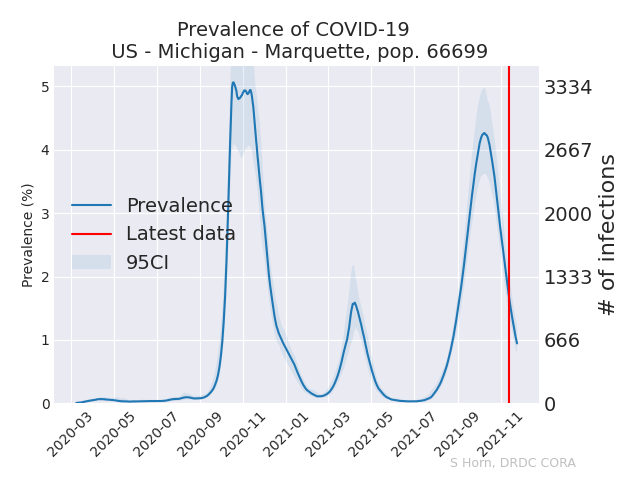 Prevalence of COVID-19
US - Michigan - Marquette, pop. 66699
Prevalence (%)
5
4
3
2
1
0
3334
2667
2000
1333
666
0
# of infections
Prevalence
Latest data
95CI
2020-03
2020-05
2020-07
2020-09
2020-11
2021-01
2021-03
2021-05
2021-07
2021-09
2021-11
S Horn, DRDC CORA